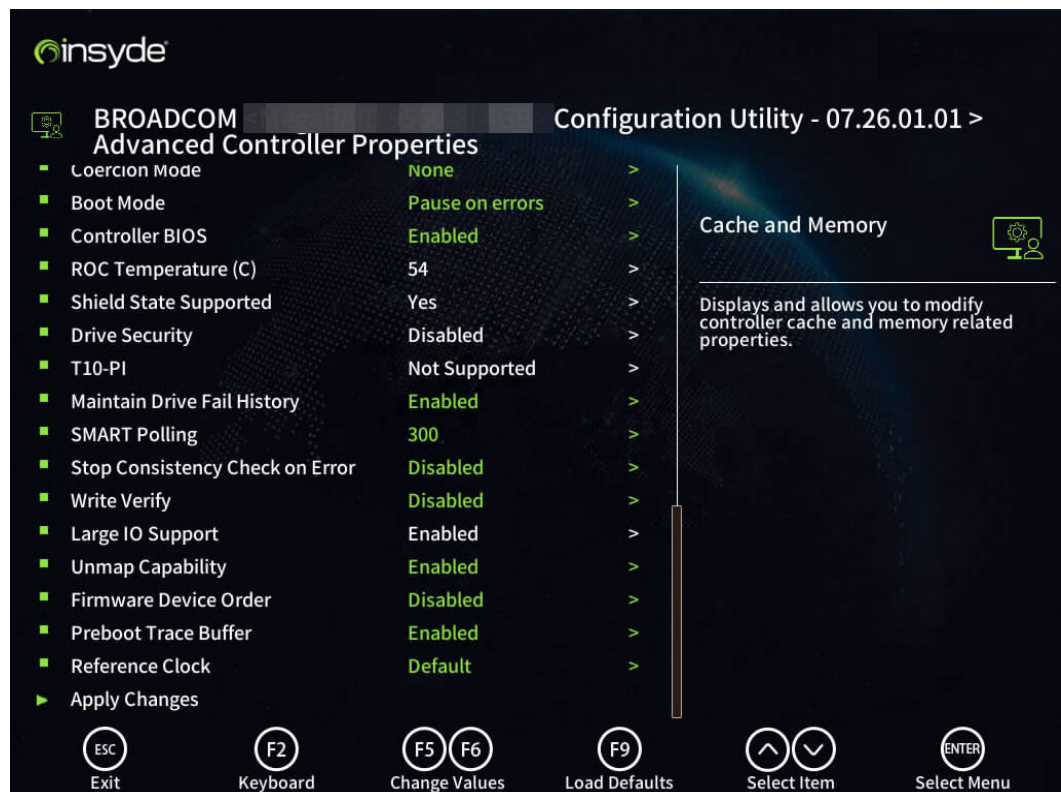 insyde
BROADCOM Configuration Utility - 07.26.01.01 >
Advanced Controller Properties
Coercion Mode None >
Boot Mode Pause on errors >
Controller BIOS Enabled >
ROC Temperature (C) 54 >
Shield State Supported Yes >
Drive Security Disabled >
T10-PI Not Supported >
Maintain Drive Fail History Enabled >
SMART Polling 300 >
Stop Consistency Check on Error Disabled >
Write Verify Disabled >
Large IO Support Enabled >
Unmap Capability Enabled >
Firmware Device Order Disabled >
Preboot Trace Buffer Enabled >
Reference Clock Default >
Apply Changes
Cache and Memory
Displays and allows you to modify
controller cache and memory related
properties.
ESC F2 F5 F6 F9 ENTER
Exit Keyboard Change Values Load Defaults Select Item Select Menu